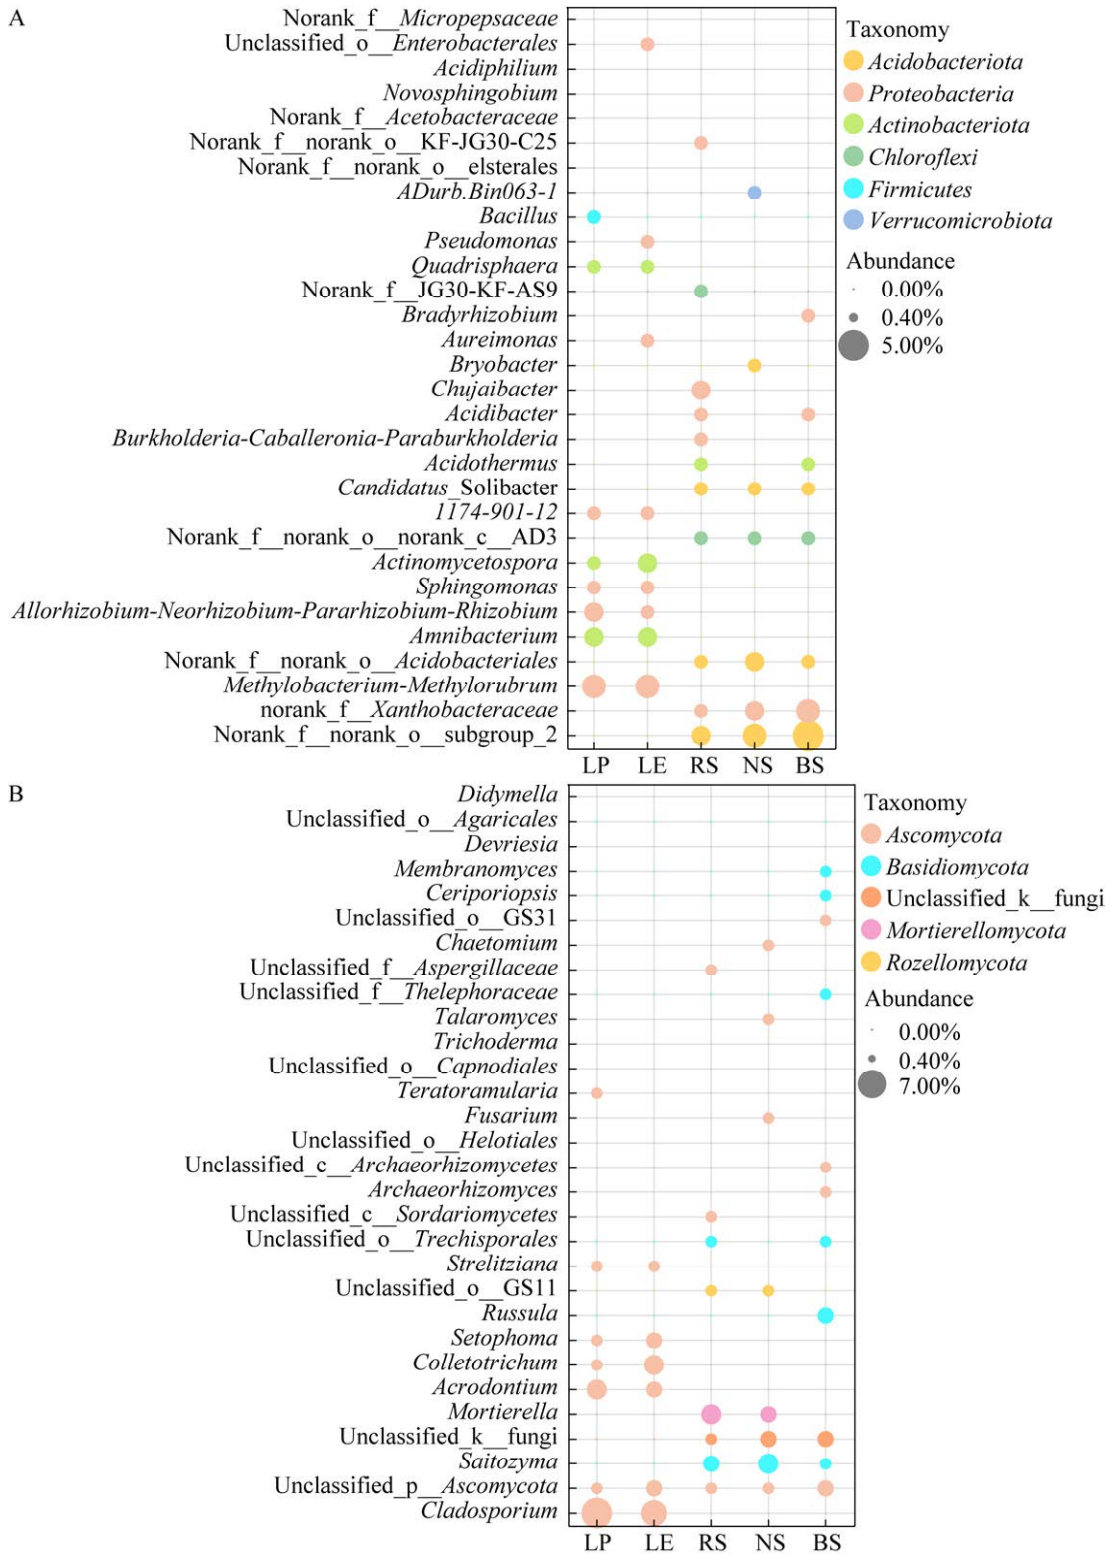 A
Norank_f__Micropepsaceae
Unclassified_o__Enterobacterales
Acidiphilium
Novosphingobium
Norank_f__Acetobacteraceae
Norank_f__norank_o__KF-JG30-C25
Norank_f__norank_o__elsterales
ADurb.Bin063-1
Bacillus
Pseudomonas
Quadrisphaera
Norank_f__JG30-KF-AS9
Bradyrhizobium
Aureimonas
Bryobacter
Chujaibacter
Acidibacter
Burkholderia-Caballeronia-Paraburkholderia
Acidothermus
Candidatus_Solibacter
1174-901-12
Norank_f__norank_o__norank_c__AD3
Actinomycetospora
Sphingomonas
Allorhizobium-Neorhizobium-Pararhizobium-Rhizobium
Amnibacterium
Norank_f__norank_o__Acidobacteriales
Methylobacterium-Methylorubrum
norank_f__Xanthobacteraceae
Norank_f__norank_o__subgroup_2
LP LE RS NS BS
Taxonomy
Acidobacteriota
Proteobacteria
Actinobacteriota
Chloroflexi
Firmicutes
Verrucomicrobiota
Abundance
0.00%
0.40%
5.00%
B
Didymella
Unclassified_o__Agaricales
Devriesia
Membranomyces
Ceriporiopsis
Unclassified_o__GS31
Chaetomium
Unclassified_f__Aspergillaceae
Unclassified_f__Thelephoraceae
Talaromyces
Trichoderma
Unclassified_o__Capnodiales
Teratoramularia
Fusarium
Unclassified_o__Helotiales
Unclassified_c__Archaeorhizomycetes
Archaeorhizomyces
Unclassified_c__Sordariomycetes
Unclassified_o__Trechisporales
Strelitziana
Unclassified_o__GS11
Russula
Setophoma
Colletotrichum
Acrodontium
Mortierella
Unclassified_k__fungi
Saitozyma
Unclassified_p__Ascomycota
Cladosporium
LP LE RS NS BS
Taxonomy
Ascomycota
Basidiomycota
Unclassified_k__fungi
Mortierellomycota
Rozellomycota
Abundance
0.00%
0.40%
7.00%